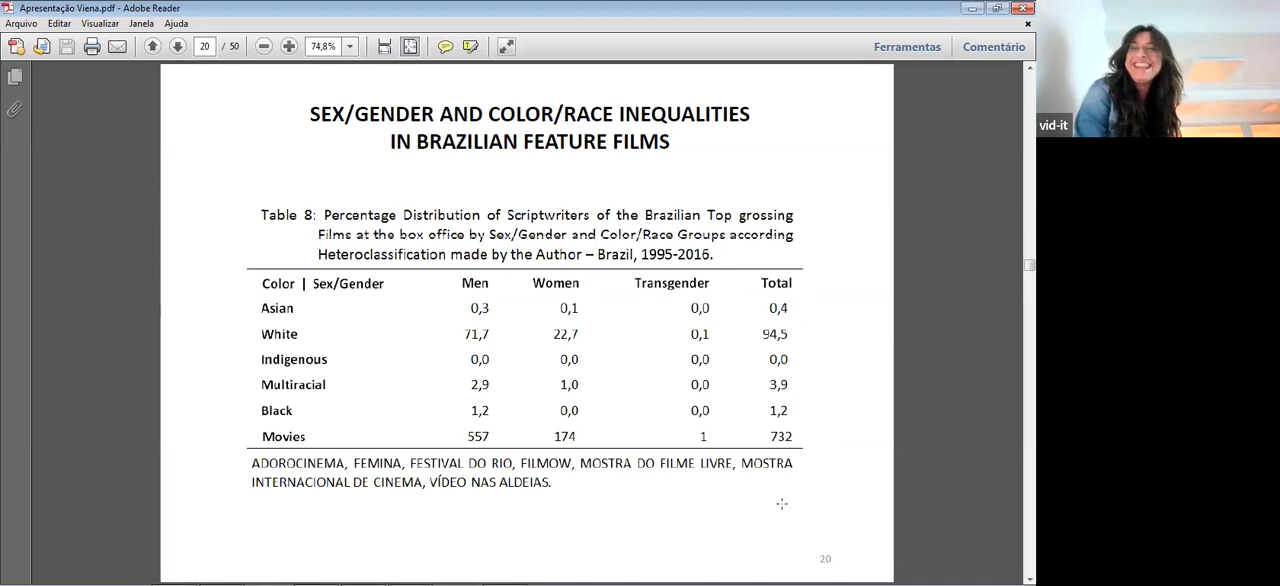 Apresentação Viena.pdf - Adobe Reader
Arquivo Editar Visualizar Janela Ajuda
20 / 50 74,8% Ferramentas Comentário
vid-it
SEX/GENDER AND COLOR/RACE INEQUALITIES
IN BRAZILIAN FEATURE FILMS
Table 8: Percentage Distribution of Scriptwriters of the Brazilian Top grossing
Films at the box office by Sex/Gender and Color/Race Groups according
Heteroclassification made by the Author – Brazil, 1995-2016.
Color | Sex/Gender Men Women Transgender Total
Asian 0,3 0,1 0,0 0,4
White 71,7 22,7 0,1 94,5
Indigenous 0,0 0,0 0,0 0,0
Multiracial 2,9 1,0 0,0 3,9
Black 1,2 0,0 0,0 1,2
Movies 557 174 1 732
ADOROCINEMA, FEMINA, FESTIVAL DO RIO, FILMOW, MOSTRA DO FILME LIVRE, MOSTRA
INTERNACIONAL DE CINEMA, VÍDEO NAS ALDEIAS.
20